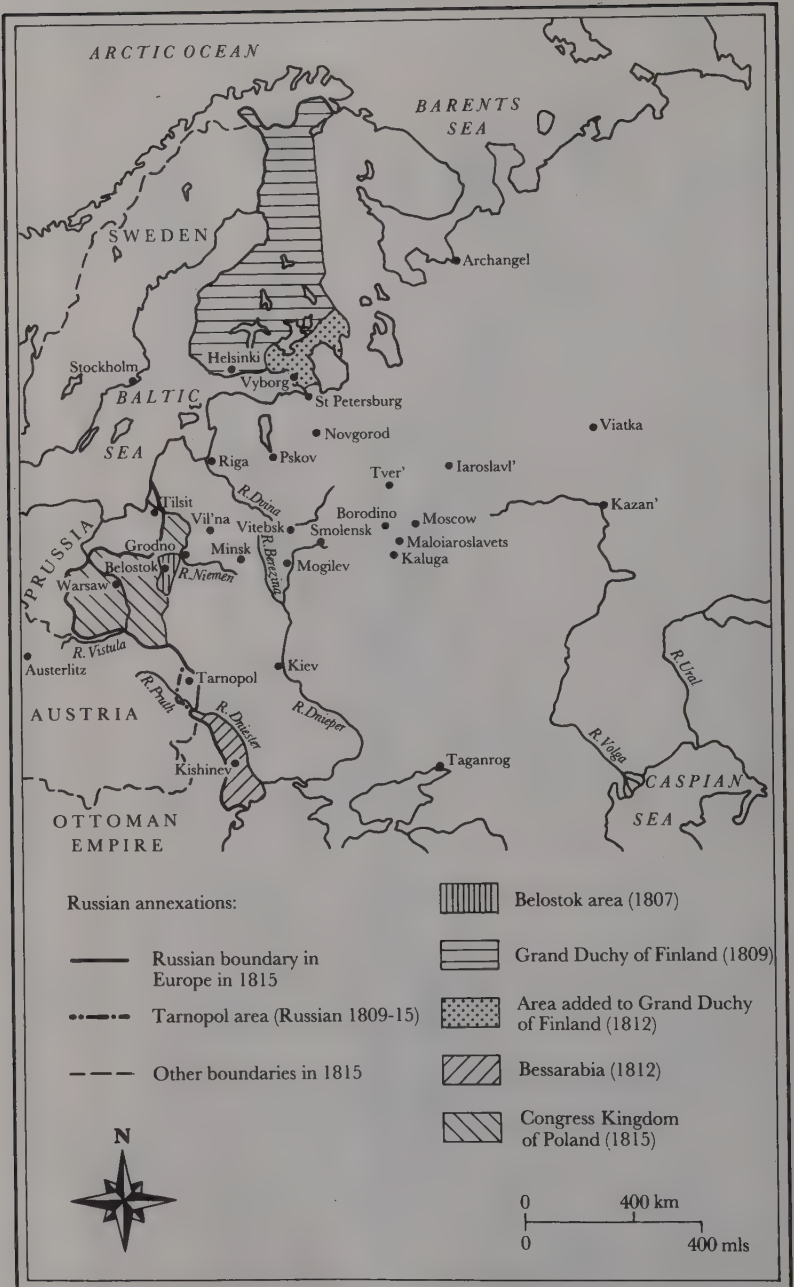 ARCTIC OCEAN
BARENTS
SEA
SWEDEN
Archangel
Helsinki
Stockholm
Vyborg
BALTIC
St Petersburg
Viatka
Novgorod
SEA
Riga
Pskov
Iaroslavl'
Tver'
R.Dvina
Tilsit
Kazan'
Vil'na
Vitebsk
Borodino
Moscow
Smolensk
PRUSSIA
Grodno
Minsk
R.Berezina
Maloiaroslavets
Belostok
R.Niemen
Mogilev
Kaluga
Warsaw
R.Vistula
Austerlitz
Kiev
Tarnopol
R.Pruth
R.Dniester
R.Dnieper
R.Ural
AUSTRIA
R.Volga
Kishinev
Taganrog
CASPIAN
SEA
OTTOMAN
EMPIRE
Russian annexations:
Russian boundary in
Europe in 1815
Tarnopol area (Russian 1809-15)
Other boundaries in 1815
Belostok area (1807)
Grand Duchy of Finland (1809)
Area added to Grand Duchy
of Finland (1812)
Bessarabia (1812)
Congress Kingdom
of Poland (1815)
N
0 400 km
0 400 mls